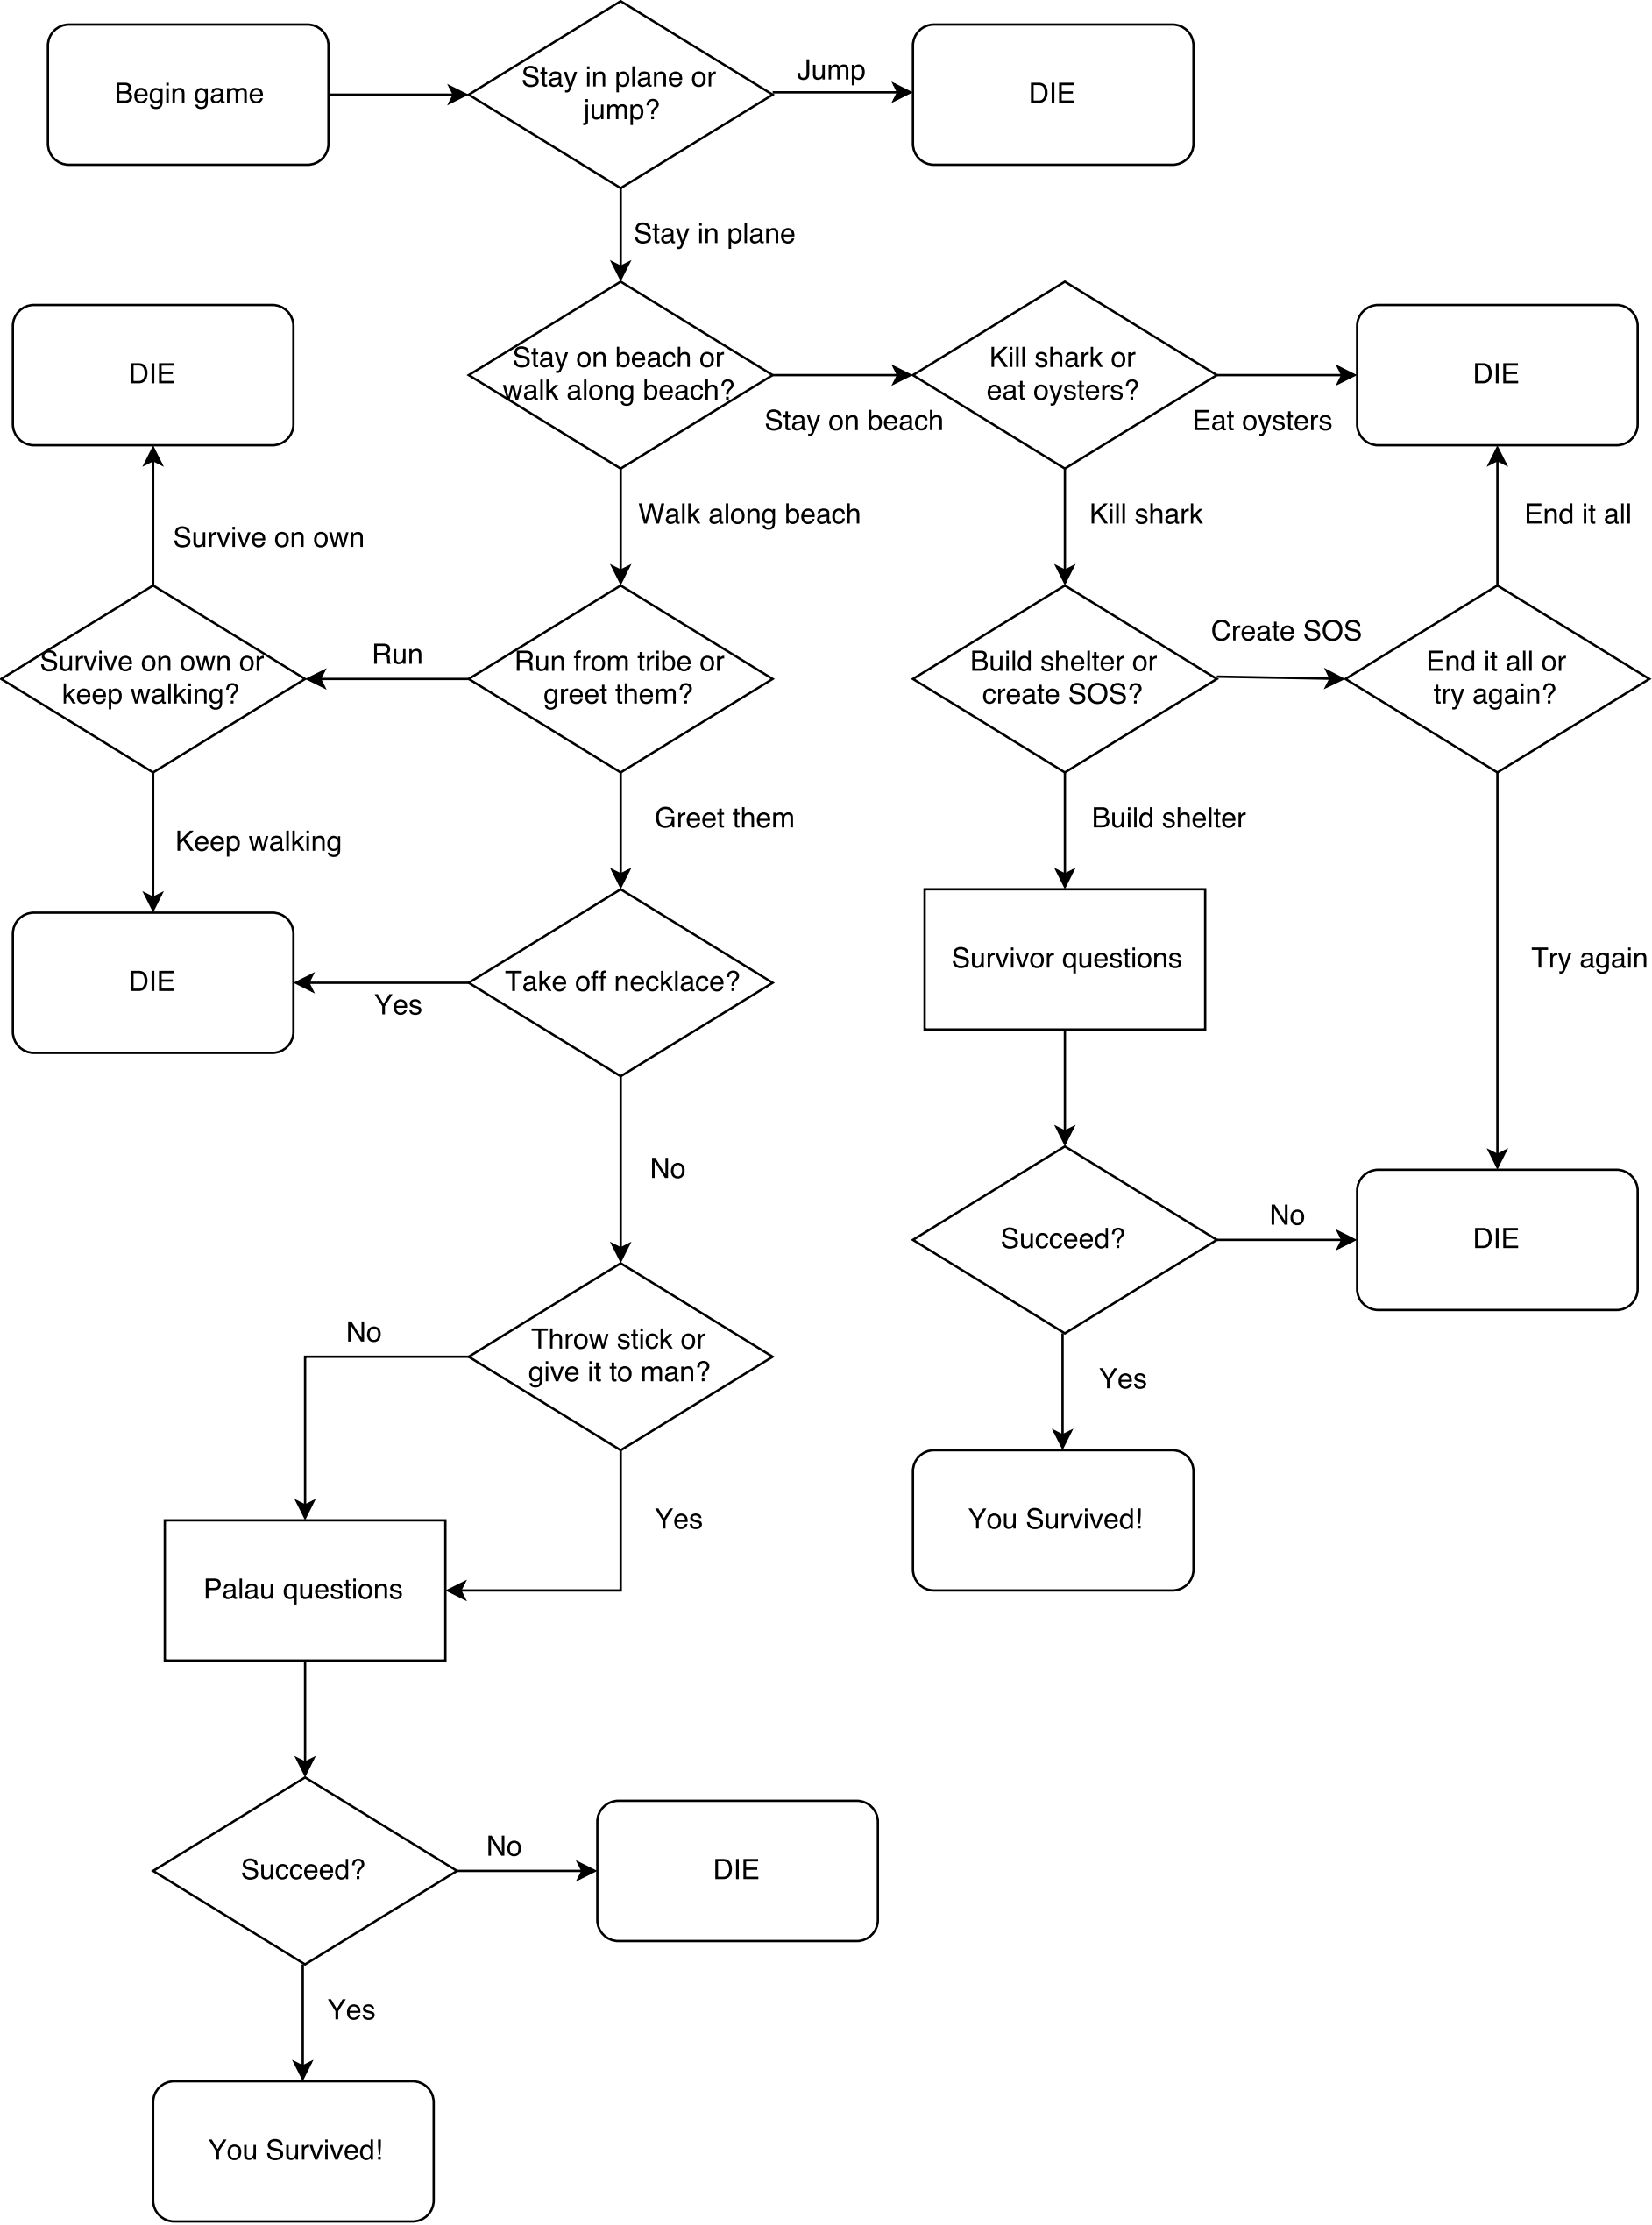 Begin game
Stay in plane or
jump?
Jump
DIE
Stay in plane
DIE
Stay on beach or
walk along beach?
Stay on beach
Kill shark or
eat oysters?
Eat oysters
DIE
Survive on own
Walk along beach
Kill shark
End it all
Survive on own or
keep walking?
Run
Run from tribe or
greet them?
Build shelter or
create SOS?
Create SOS
End it all or
try again?
Keep walking
Greet them
Build shelter
DIE
Yes
Take off necklace?
Survivor questions
Try again
No
Succeed?
No
DIE
No
Throw stick or
give it to man?
Yes
Yes
You Survived!
Palau questions
Succeed?
No
DIE
Yes
You Survived!